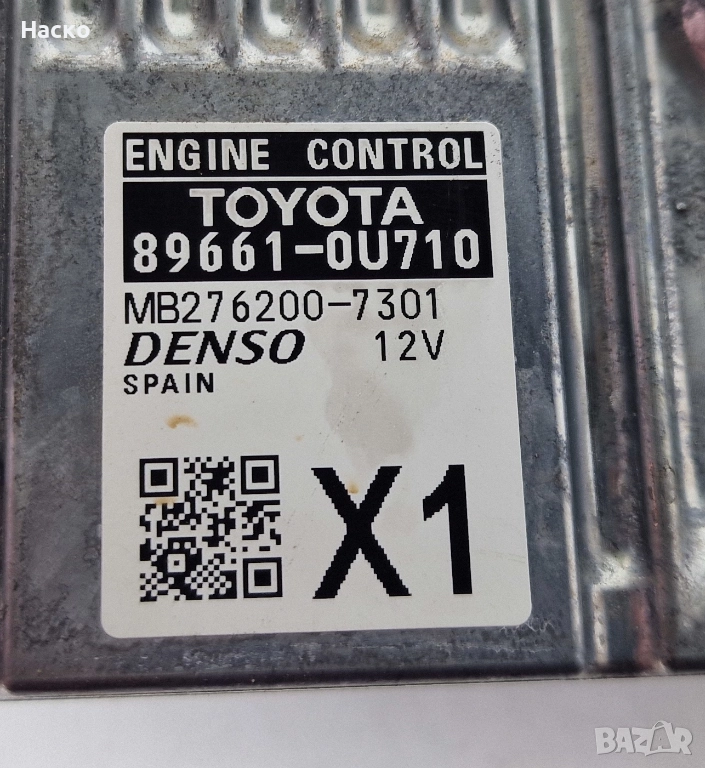 Наско
ENGINE CONTROL
TOYOTA
89661-0U710
MB276200-7301
DENSO 12V
SPAIN
X1
BAZAR